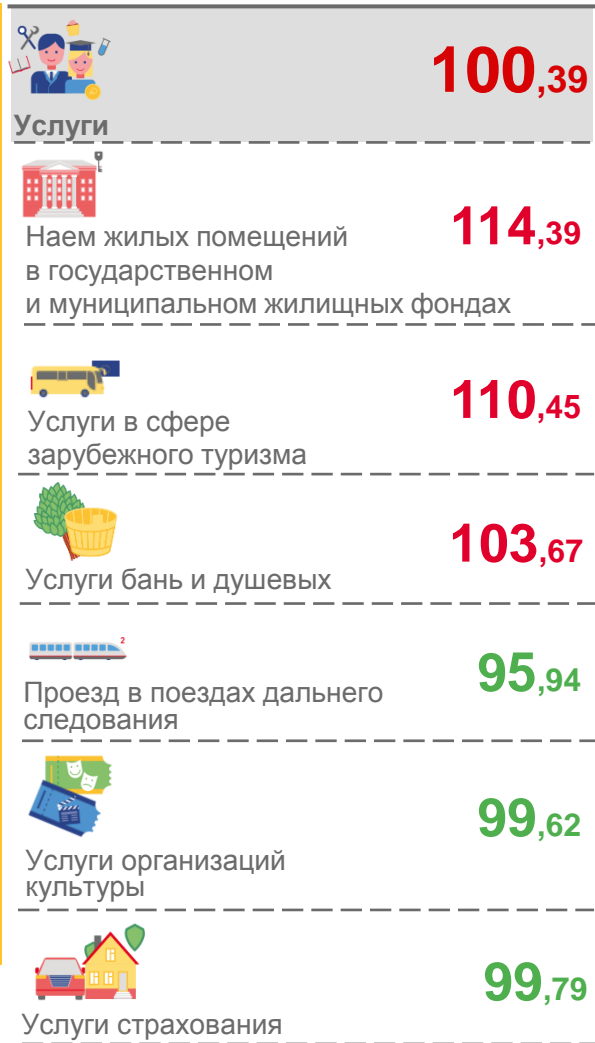 100,39
Услуги
Наем жилых помещений
в государственном
и муниципальном жилищных фондах
114,39
Услуги в сфере
зарубежного туризма
110,45
Услуги бань и душевых
103,67
2
Проезд в поездах дальнего
следования
95,94
Услуги организаций
культуры
99,62
Услуги страхования
99,79